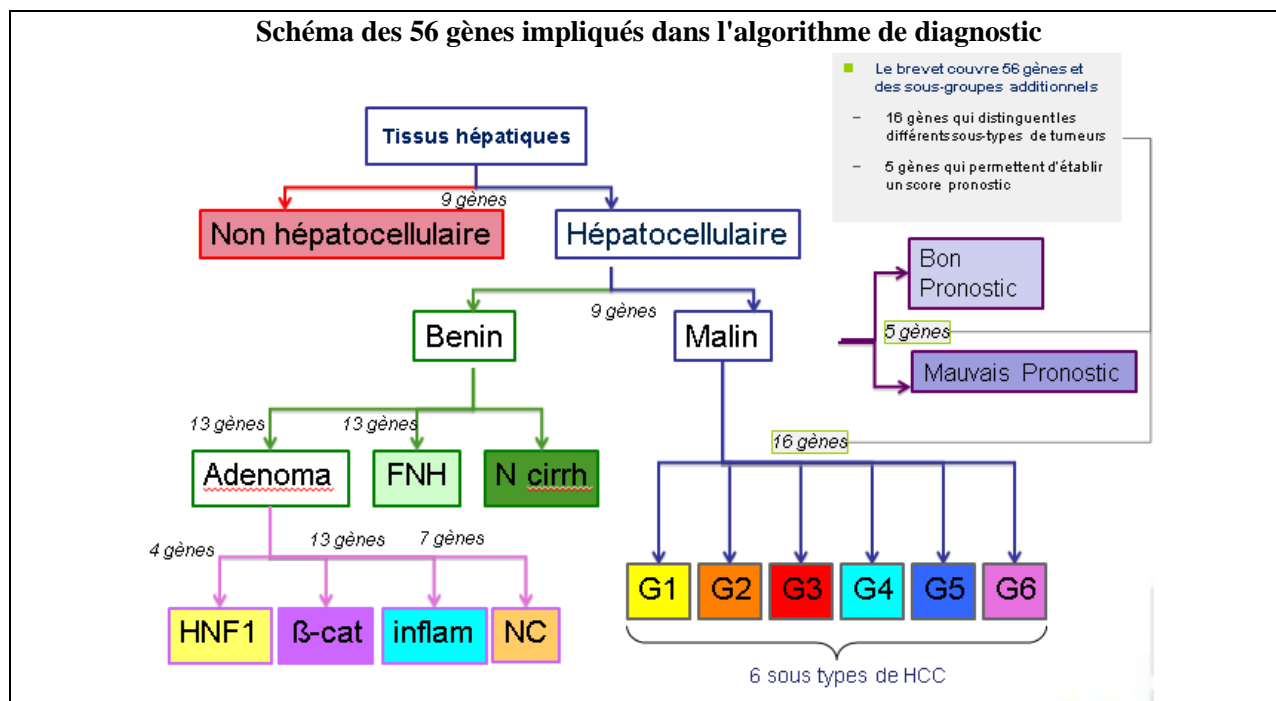 Schéma des 56 gènes impliqués dans l'algorithme de diagnostic
Le brevet couvre 56 gènes et
des sous-groupes additionnels
– 16 gènes qui distinguent les
différents sous-types de tumeurs
– 5 gènes qui permettent d'établir
un score pronostic
Tissus hépatiques
9 gènes
Non hépatocellulaire
Hépatocellulaire
9 gènes
Benin
Malin
Bon
Pronostic
5 gènes
Mauvais Pronostic
13 gènes
13 gènes
16 gènes
Adenoma
FNH
N cirrh
4 gènes
13 gènes
7 gènes
HNF1
ß-cat
inflam
NC
G1
G2
G3
G4
G5
G6
6 sous types de HCC